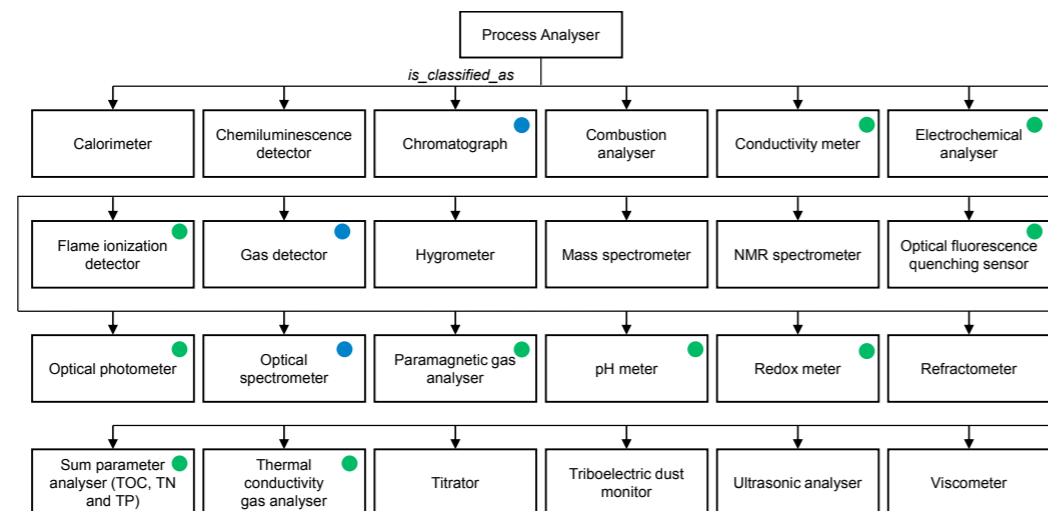 Process Analyser
is_classified_as
Calorimeter
Chemiluminescence
detector
Chromatograph
Combustion
analyser
Conductivity meter
Electrochemical
analyser
Flame ionization
detector
Gas detector
Hygrometer
Mass spectrometer
NMR spectrometer
Optical fluorescence
quenching sensor
Optical photometer
Optical
spectrometer
Paramagnetic gas
analyser
pH meter
Redox meter
Refractometer
Sum parameter
analyser (TOC, TN
and TP)
Thermal
conductivity
gas analyser
Titrator
Triboelectric dust
monitor
Ultrasonic analyser
Viscometer